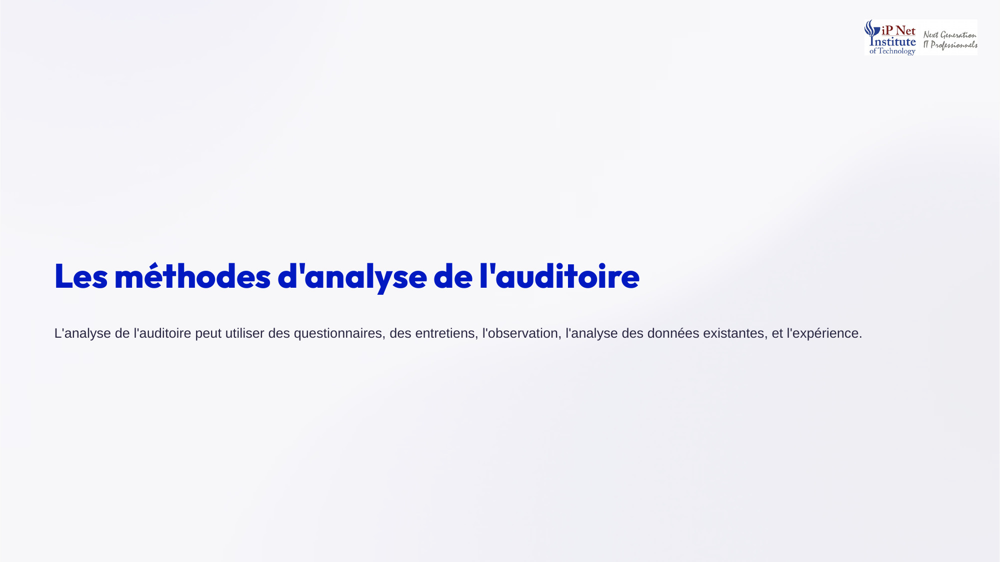 iP Net
Institute
of Technology
Next Generation
IT Professionnels
Les méthodes d'analyse de l'auditoire
L'analyse de l'auditoire peut utiliser des questionnaires, des entretiens, l'observation, l'analyse des données existantes, et l'expérience.